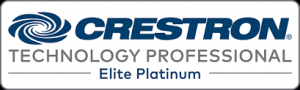 CRESTRON®
TECHNOLOGY PROFESSIONAL
Elite Platinum